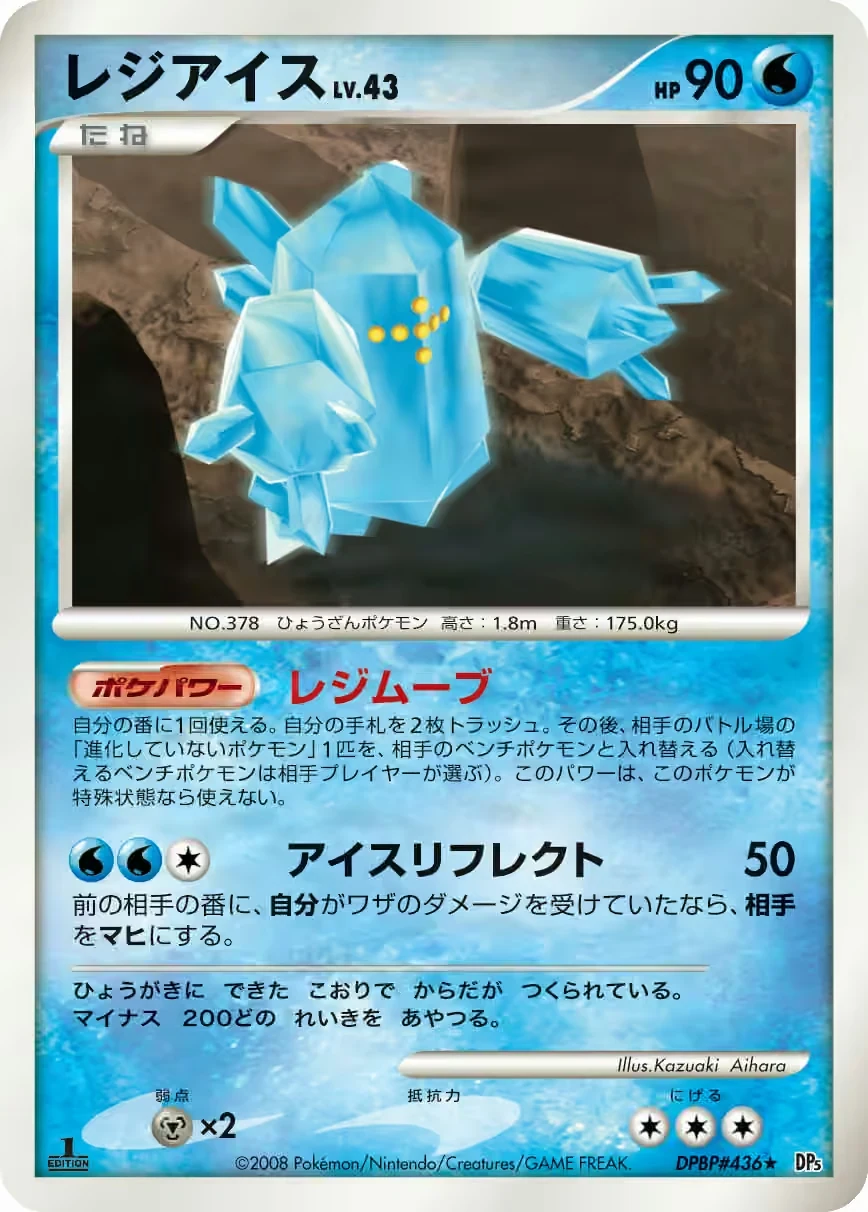 レジアイス LV.43 HP 90
たね
NO.378 ひょうざんポケモン 高さ：1.8m 重さ：175.0kg
ポケパワー レジムーブ
自分の番に1回使える。自分の手札を2枚トラッシュ。その後、相手のバトル場の
「進化していないポケモン」1匹を、相手のベンチポケモンと入れ替える（入れ替
えるベンチポケモンは相手プレイヤーが選ぶ）。このパワーは、このポケモンが
特殊状態なら使えない。
アイスリフレクト 50
前の相手の番に、自分がワザのダメージを受けていたなら、相手
をマヒにする。
ひょうがきに できた こおりで からだが つくられている。
マイナス 200どの れいきを あやつる。
Illus.Kazuaki Aihara
弱点 抵抗力 にげる
×2
1 EDITION ©2008 Pokémon/Nintendo/Creatures/GAME FREAK. DPBP#436★ DP5